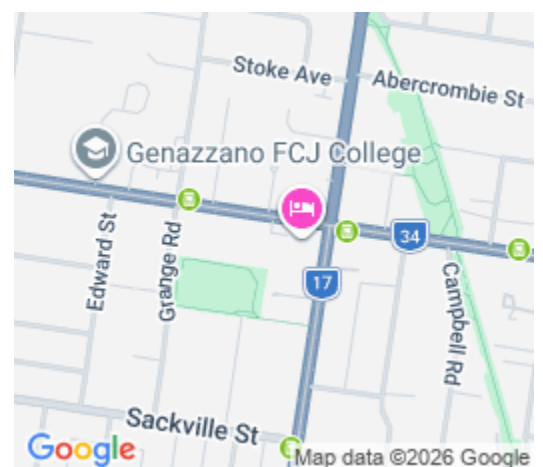 Stoke Ave
Abercrombie St
Genazzano FCJ College
34
Edward St
Grange Rd
17
Campbell Rd
Sackville St
Google
Map data ©2026 Google